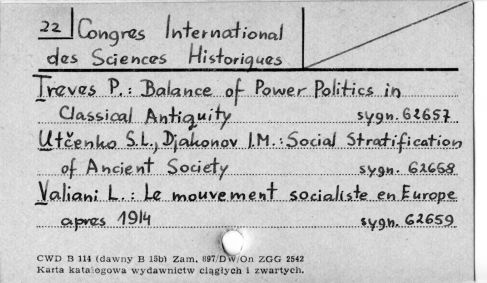 22 Congres International
des Sciences Historiques
Treves P.: Balance of Power Politics in
Classical Antiquity sygn. 62657
Utčenko S.L., Djakonov I.M.: Social Stratification
of Ancient Society sygn. 62658
Valiani L.: Le mouvement socialiste en Europe
apres 1914 sygn. 62659
CWD B 114 (dawny B 15b) Zam. 897/DW/On ZGG 2542
Karta katalogowa wydawnictw ciągłych i zwartych.